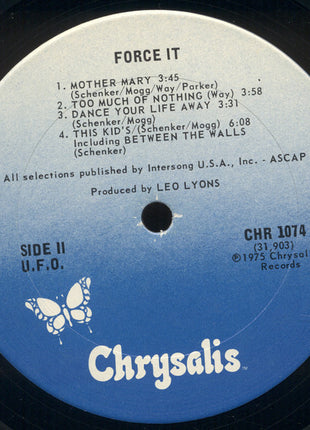 FORCE IT
1. MOTHER MARY 3:45
(Schenker/Mogg/Way/Parker)
2. TOO MUCH OF NOTHING (Way) 3:58
3. DANCE YOUR LIFE AWAY 3:31
(Schenker/Mogg)
4. THIS KID'S/(Schenker/Mogg) 6:08
Including BETWEEN THE WALLS
(Schenker)
All selections published by Intersong U.S.A., Inc. - ASCAP
Produced by LEO LYONS
SIDE II
U.F.O.
CHR 1074
(31,903)
℗1975 Chrysalis
Records
Chrysalis
TM